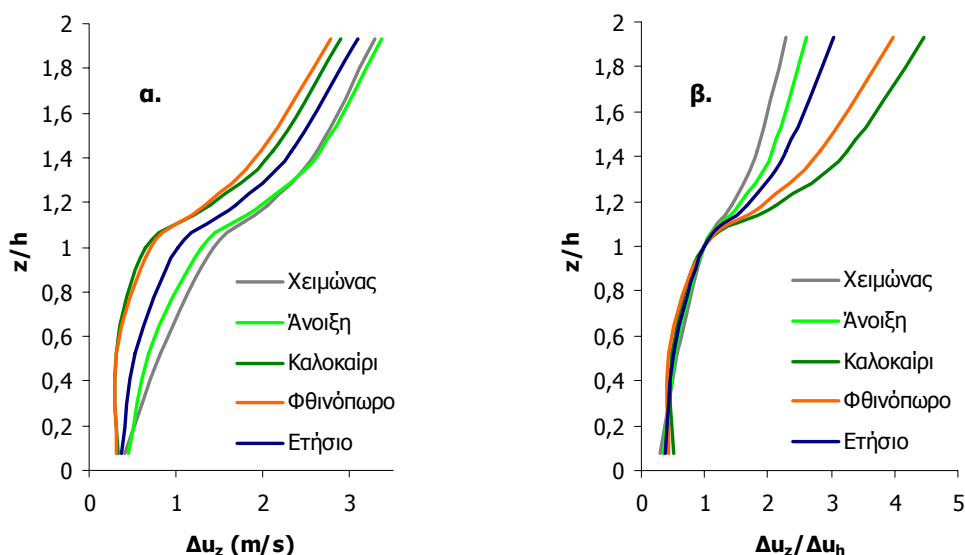 α.
2
1,8
1,6
1,4
1,2
1
0,8
0,6
0,4
0,2
0
z/h
Χειμώνας
Άνοιξη
Καλοκαίρι
Φθινόπωρο
Ετήσιο
0 1 2 3
Δuz (m/s)
β.
2
1,8
1,6
1,4
1,2
1
0,8
0,6
0,4
0,2
0
z/h
Χειμώνας
Άνοιξη
Καλοκαίρι
Φθινόπωρο
Ετήσιο
0 1 2 3 4 5
Δuz/Δuh